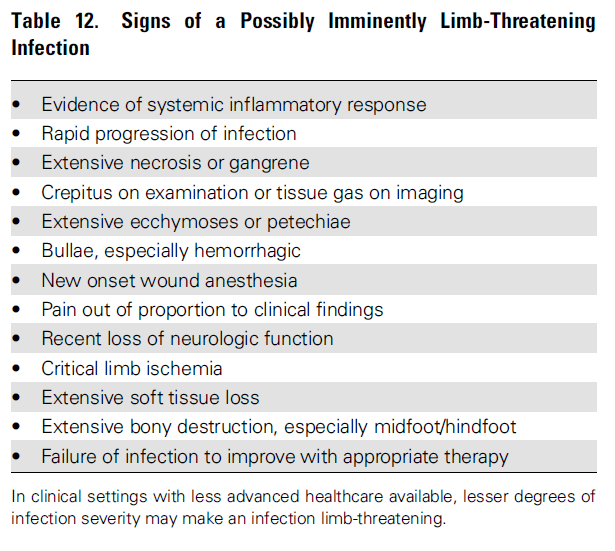 Table 12. Signs of a Possibly Imminently Limb-Threatening
Infection
• Evidence of systemic inflammatory response
• Rapid progression of infection
• Extensive necrosis or gangrene
• Crepitus on examination or tissue gas on imaging
• Extensive ecchymoses or petechiae
• Bullae, especially hemorrhagic
• New onset wound anesthesia
• Pain out of proportion to clinical findings
• Recent loss of neurologic function
• Critical limb ischemia
• Extensive soft tissue loss
• Extensive bony destruction, especially midfoot/hindfoot
• Failure of infection to improve with appropriate therapy
In clinical settings with less advanced healthcare available, lesser degrees of
infection severity may make an infection limb-threatening.